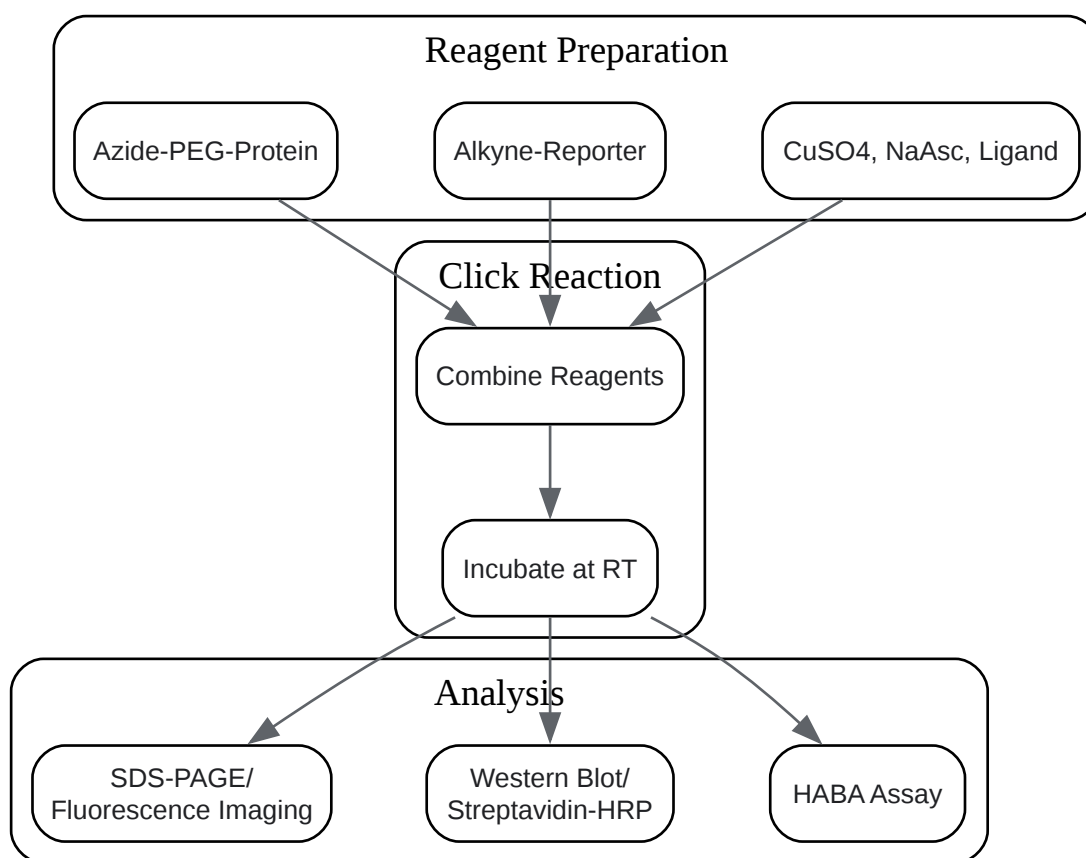 Reagent Preparation
Azide-PEG-Protein
Alkyne-Reporter
CuSO4, NaAsc, Ligand
Click Reaction
Combine Reagents
Incubate at RT
Analysis
SDS-PAGE/
Fluorescence Imaging
Western Blot/
Streptavidin-HRP
HABA Assay